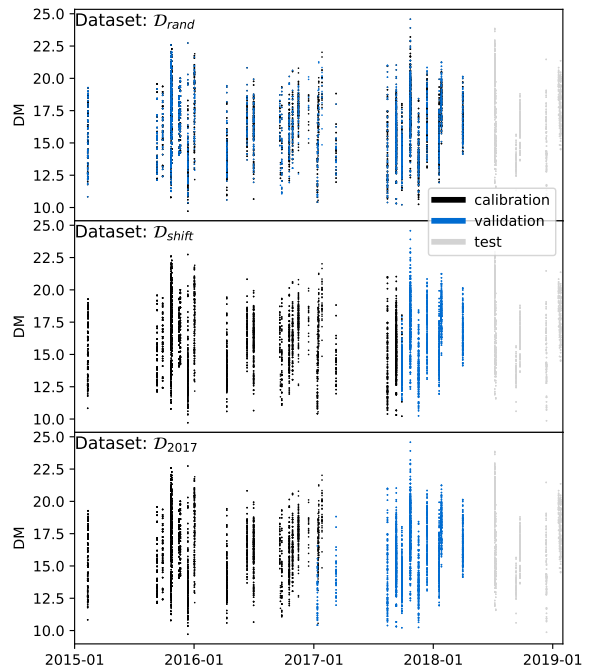 Dataset: 𝒟rand
25.0
22.5
20.0
17.5
15.0
12.5
10.0
DM
calibration
validation
test
Dataset: 𝒟shift
25.0
22.5
20.0
17.5
15.0
12.5
10.0
DM
Dataset: 𝒟2017
25.0
22.5
20.0
17.5
15.0
12.5
10.0
DM
2015-01 2016-01 2017-01 2018-01 2019-01